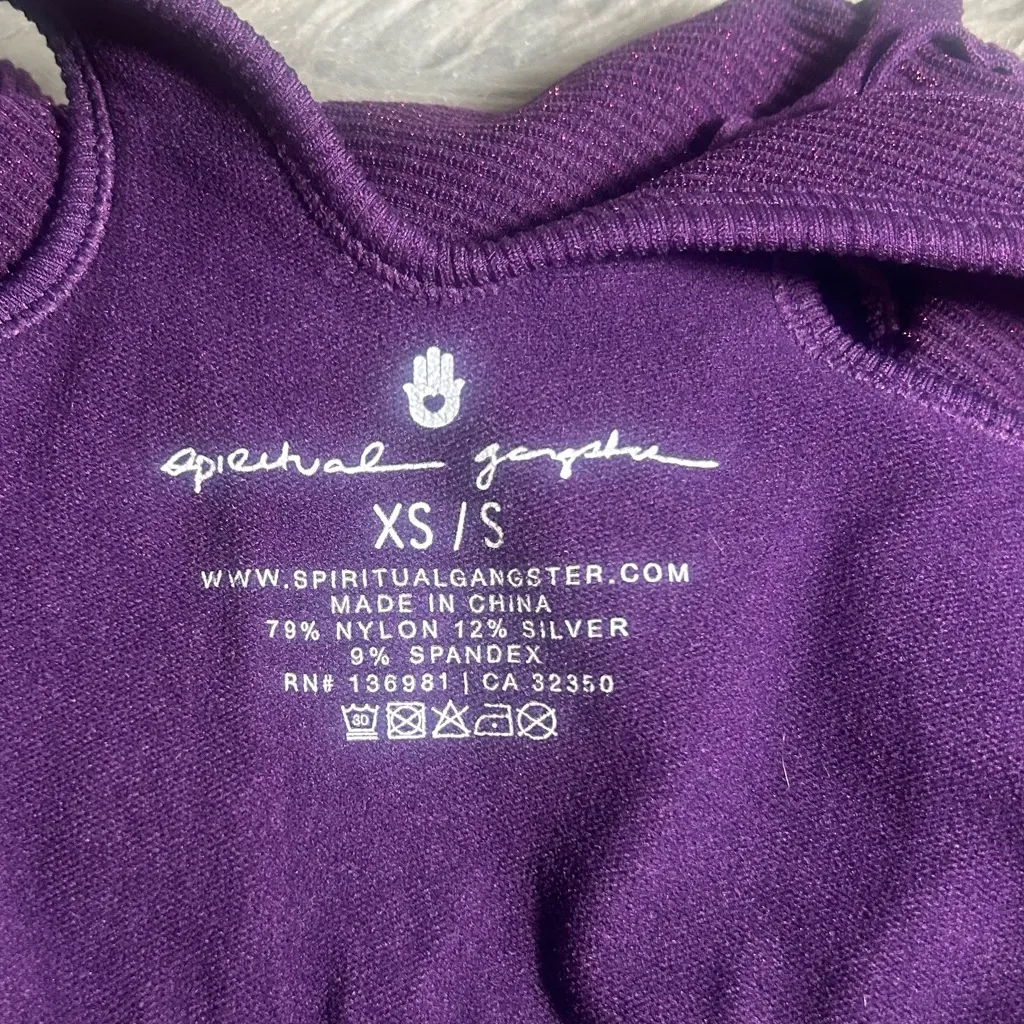 spiritual gangster
XS / S
WWW.SPIRITUALGANGSTER.COM
MADE IN CHINA
79% NYLON 12% SILVER
9% SPANDEX
RN# 136981 | CA 32350
30